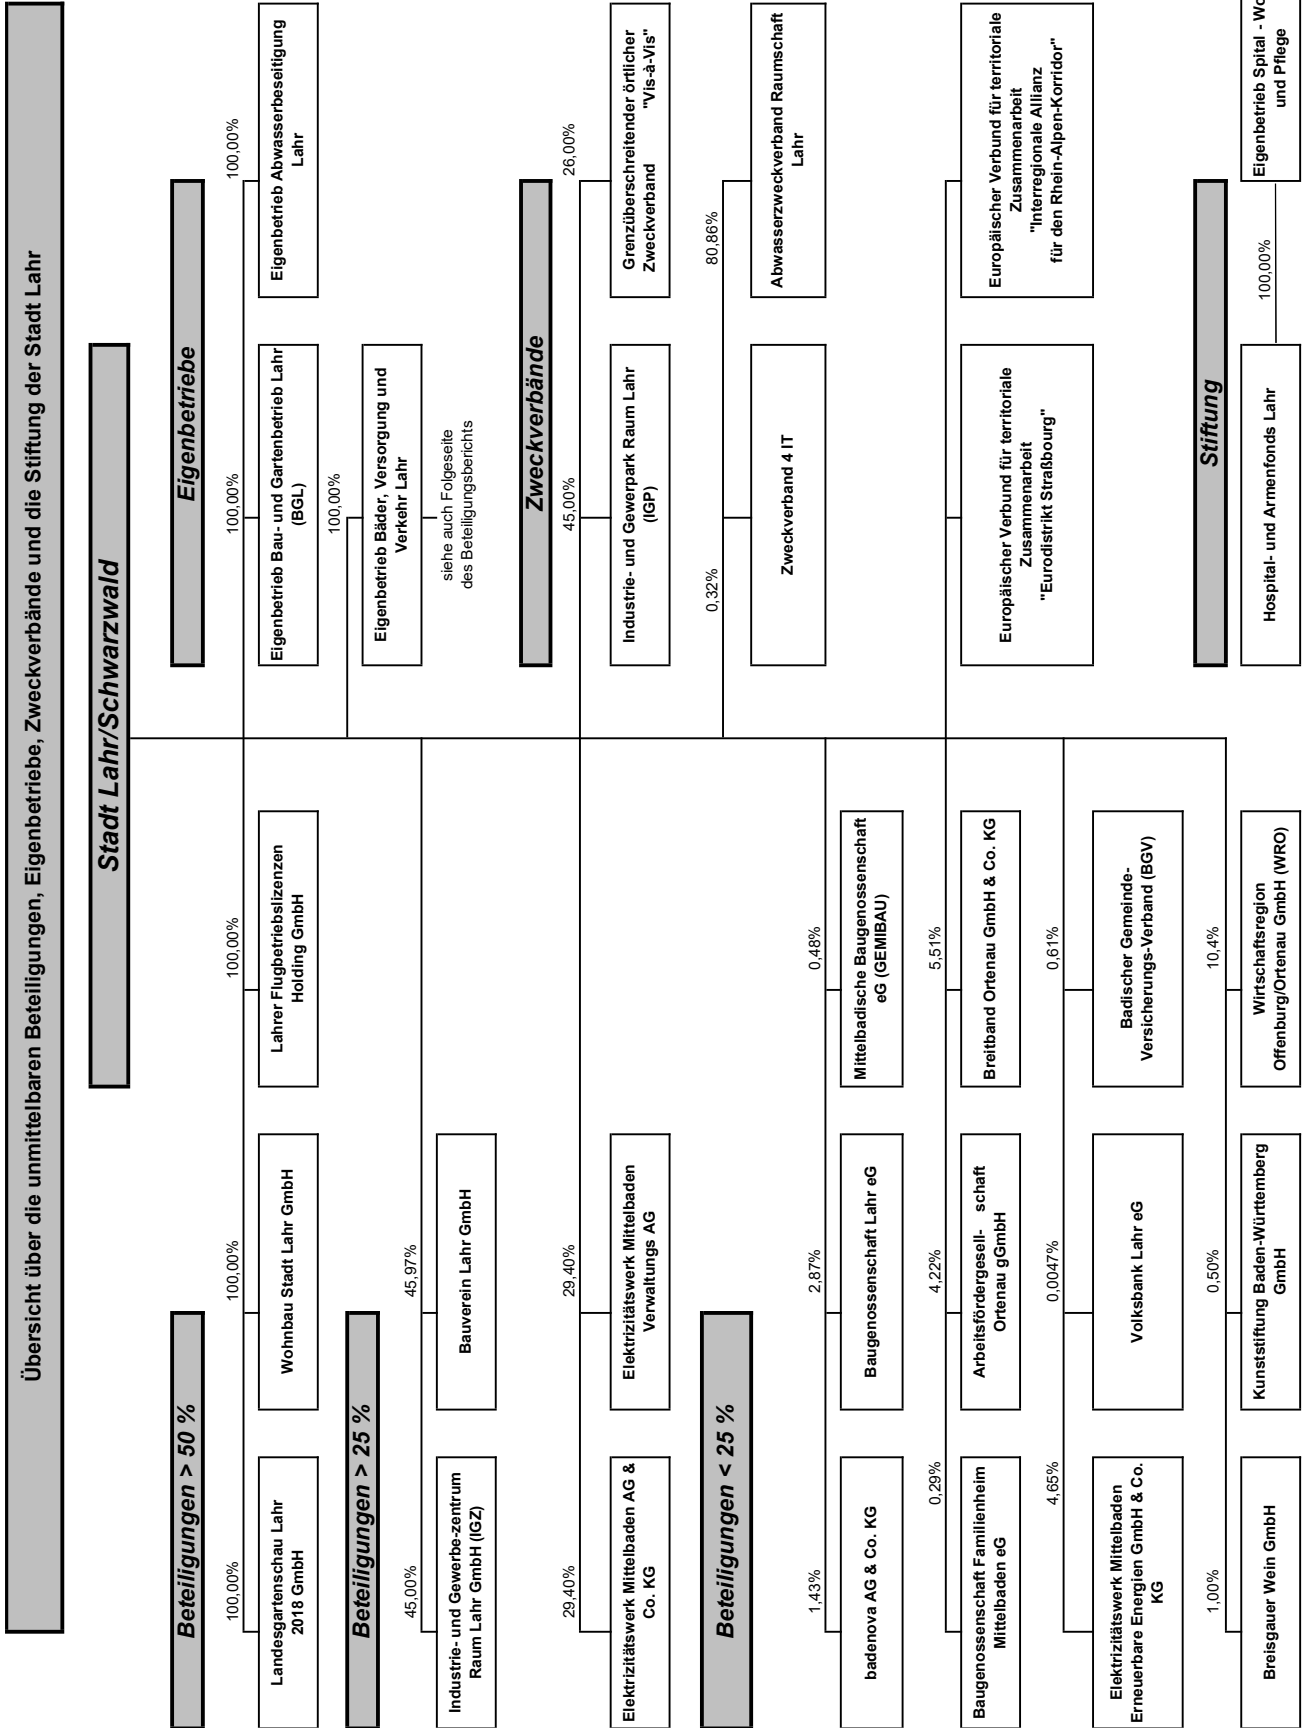 Übersicht über die unmittelbaren Beteiligungen, Eigenbetriebe, Zweckverbände und die Stiftung der Stadt Lahr
Stadt Lahr/Schwarzwald
Beteiligungen > 50 %
Eigenbetriebe
100,00%
100,00%
100,00%
100,00%
100,00%
Landesgartenschau Lahr
2018 GmbH
Wohnbau Stadt Lahr GmbH
Lahrer Flugbetriebslizenzen
Holding GmbH
Eigenbetrieb Bau- und Gartenbetrieb Lahr
(BGL)
Eigenbetrieb Abwasserbeseitigung
Lahr
Beteiligungen > 25 %
100,00%
Eigenbetrieb Bäder, Versorgung und
Verkehr Lahr
siehe auch Folgeseite
des Beteiligungsberichts
45,00%
45,97%
Industrie- und Gewerbe-zentrum
Raum Lahr GmbH (IGZ)
Bauverein Lahr GmbH
Zweckverbände
29,40%
29,40%
45,00%
26,00%
Elektrizitätswerk Mittelbaden AG &
Co. KG
Elektrizitätswerk Mittelbaden
Verwaltungs AG
Industrie- und Gewerpark Raum Lahr
(IGP)
Grenzüberschreitender örtlicher
Zweckverband "Vis-à-Vis"
Beteiligungen < 25 %
0,32%
80,86%
Zweckverband 4 IT
Abwasserzweckverband Raumschaft
Lahr
1,43%
2,87%
0,48%
badenova AG & Co. KG
Baugenossenschaft Lahr eG
Mittelbadische Baugenossenschaft
eG (GEMIBAU)
0,29%
4,22%
5,51%
Baugenossenschaft Familienheim
Mittelbaden eG
Arbeitsfördergesell- schaft
Ortenau gGmbH
Breitband Ortenau GmbH & Co. KG
Europäischer Verbund für territoriale
Zusammenarbeit
"Eurodistrikt Straßbourg"
Europäischer Verbund für territoriale
Zusammenarbeit
"Interregionale Allianz
für den Rhein-Alpen-Korridor"
4,65%
0,0047%
0,61%
Elektrizitätswerk Mittelbaden
Erneuerbare Energien GmbH & Co.
KG
Volksbank Lahr eG
Badischer Gemeinde-
Versicherungs-Verband (BGV)
Stiftung
1,00%
0,50%
10,4%
100,00%
Breisgauer Wein GmbH
Kunststiftung Baden-Württemberg
GmbH
Wirtschaftsregion
Offenburg/Ortenau GmbH (WRO)
Hospital- und Armenfonds Lahr
Eigenbetrieb Spital - Wo
und Pflege